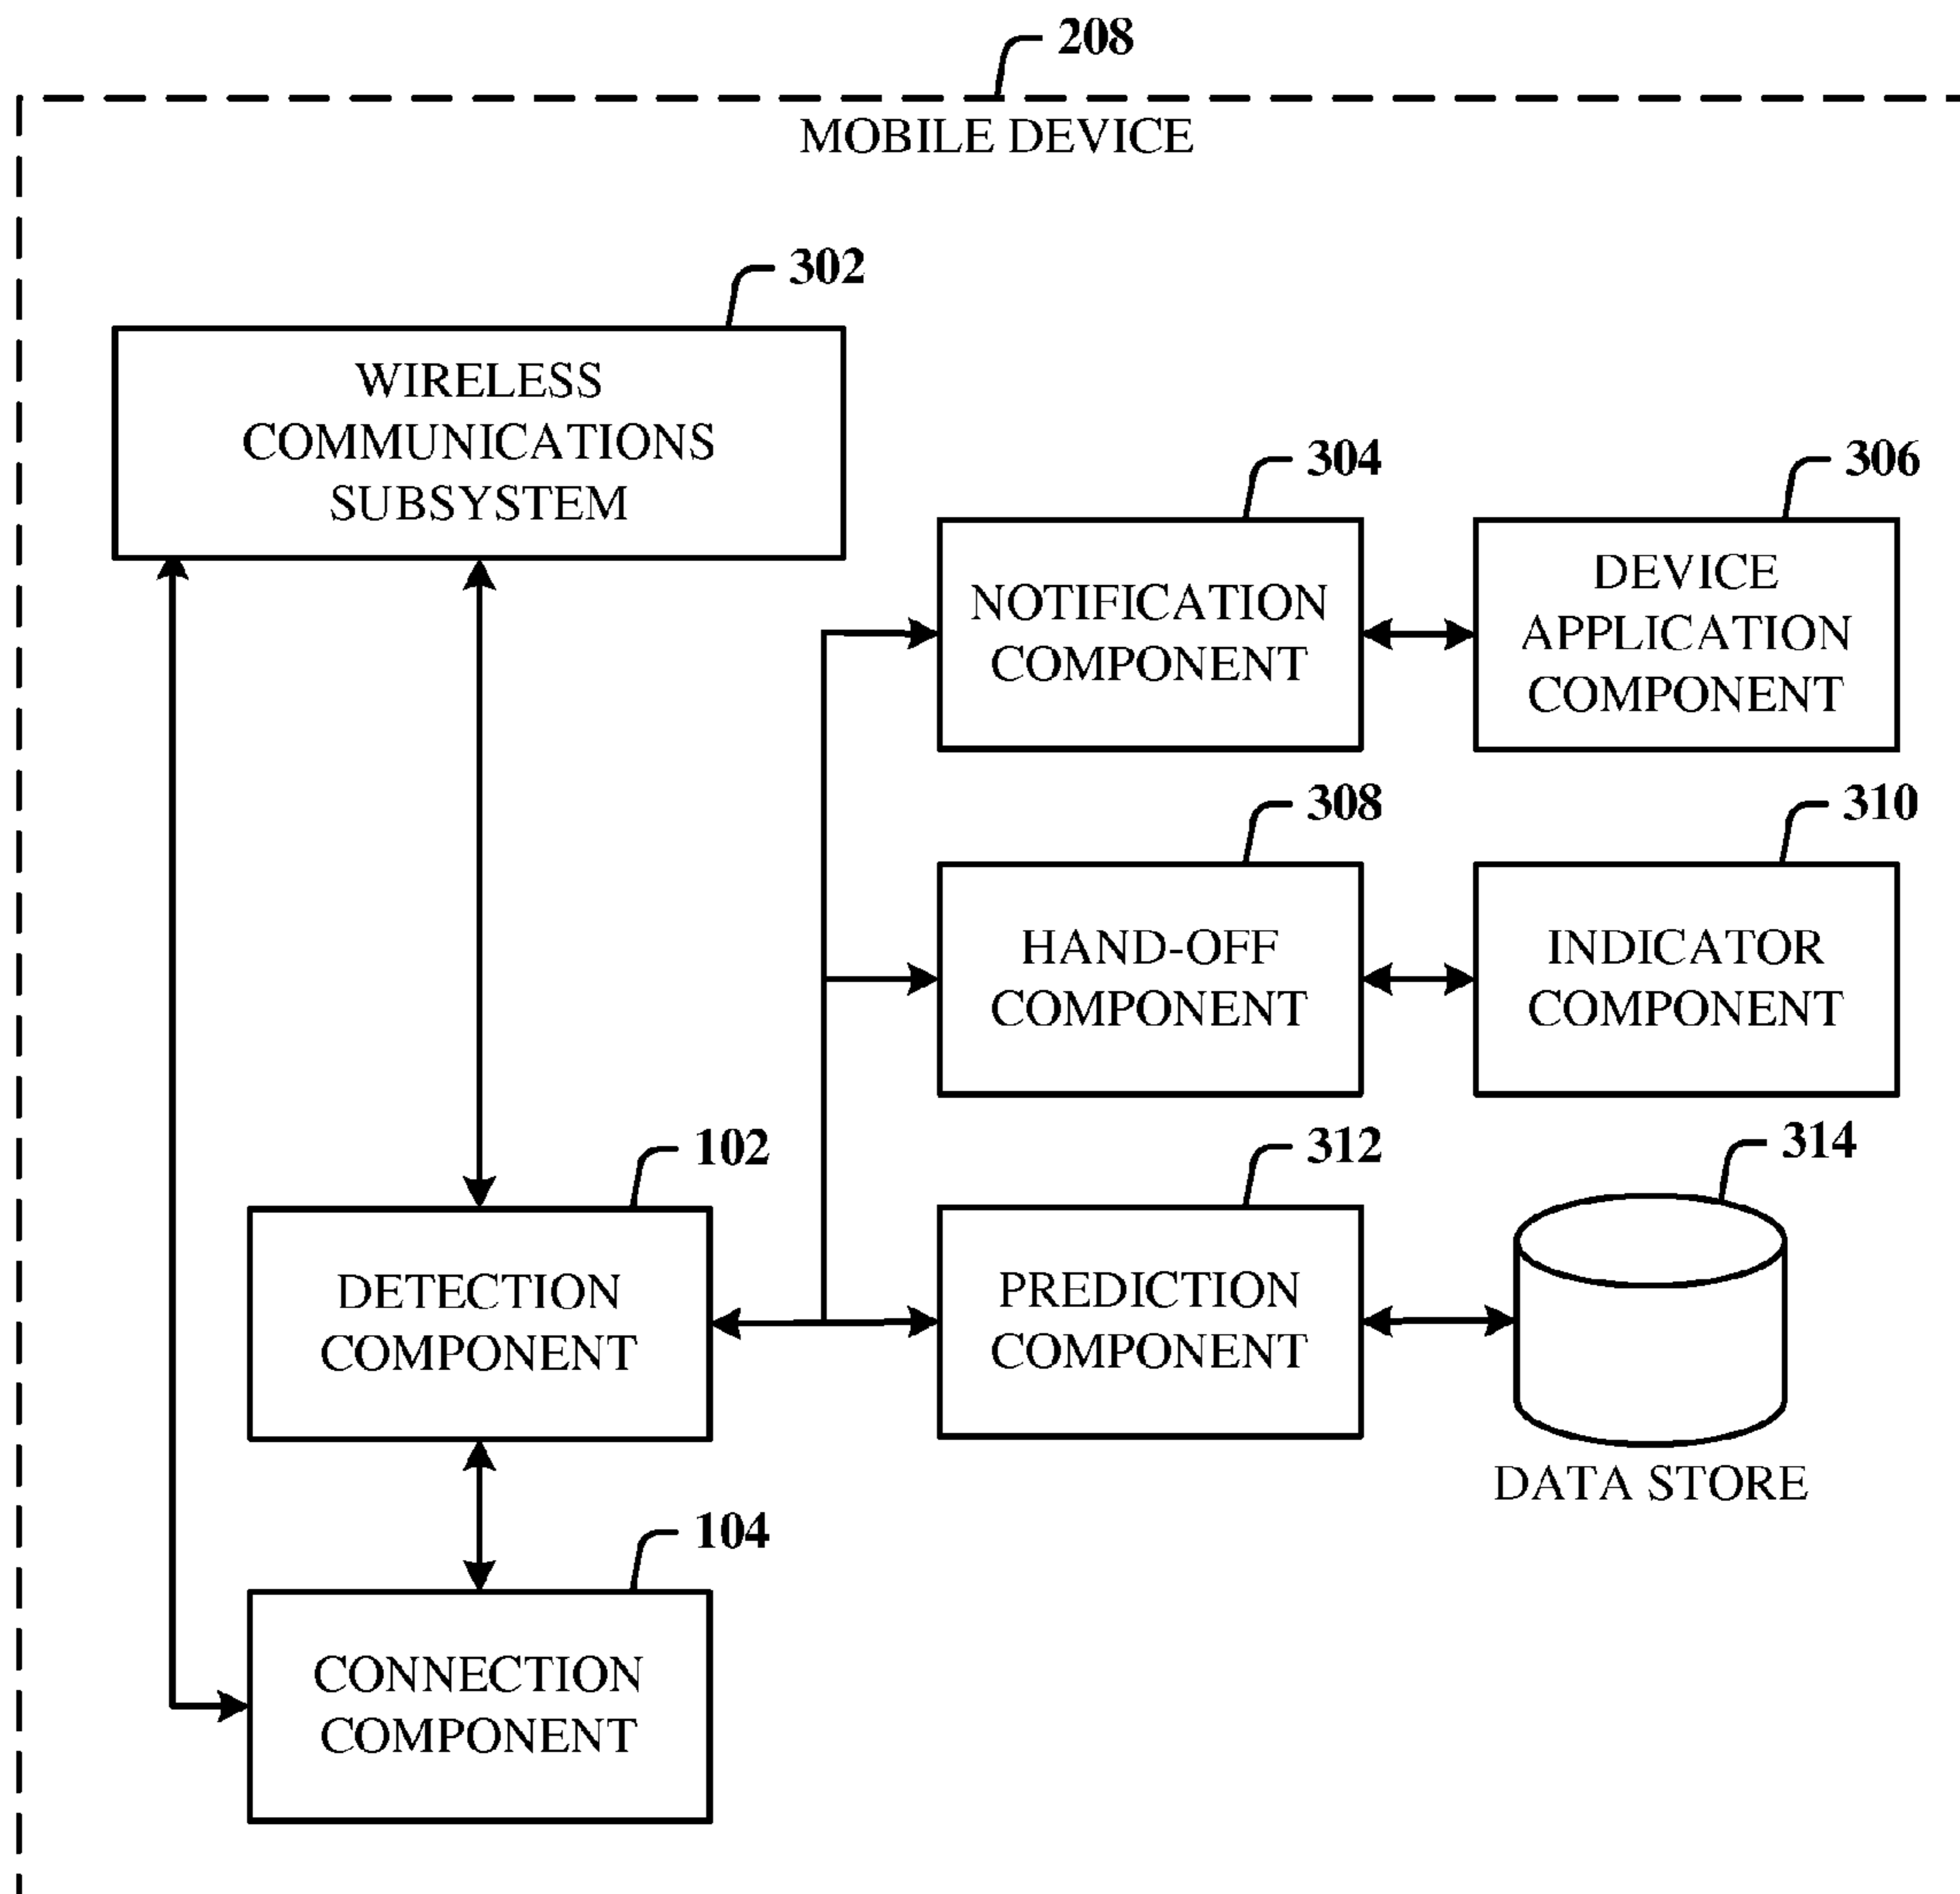 208
MOBILE DEVICE
302
WIRELESS
COMMUNICATIONS
SUBSYSTEM
304
NOTIFICATION
COMPONENT
306
DEVICE
APPLICATION
COMPONENT
308
HAND-OFF
COMPONENT
310
INDICATOR
COMPONENT
102
DETECTION
COMPONENT
312
PREDICTION
COMPONENT
314
DATA STORE
104
CONNECTION
COMPONENT